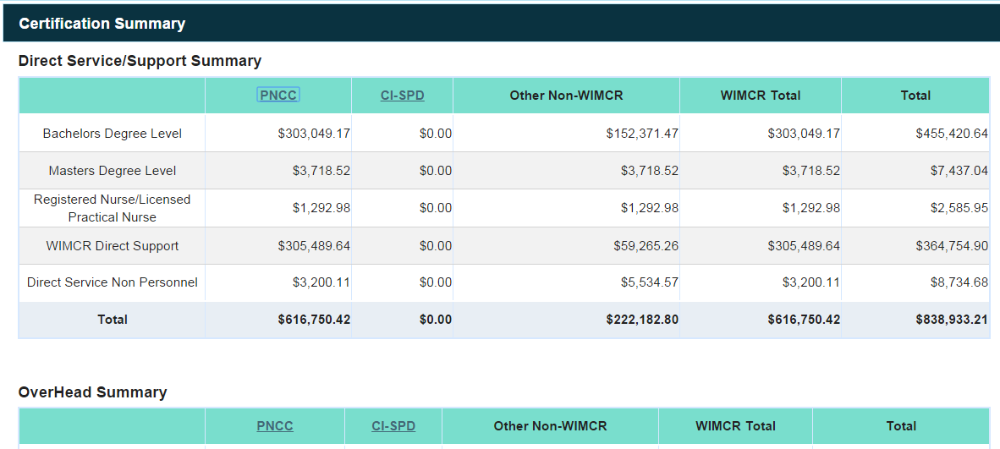 Certification Summary
Direct Service/Support Summary
PNCC CI-SPD Other Non-WIMCR WIMCR Total Total
Bachelors Degree Level $303,049.17 $0.00 $152,371.47 $303,049.17 $455,420.64
Masters Degree Level $3,718.52 $0.00 $3,718.52 $3,718.52 $7,437.04
Registered Nurse/Licensed
Practical Nurse $1,292.98 $0.00 $1,292.98 $1,292.98 $2,585.95
WIMCR Direct Support $305,489.64 $0.00 $59,265.26 $305,489.64 $364,754.90
Direct Service Non Personnel $3,200.11 $0.00 $5,534.57 $3,200.11 $8,734.68
Total $616,750.42 $0.00 $222,182.80 $616,750.42 $838,933.21
OverHead Summary
PNCC CI-SPD Other Non-WIMCR WIMCR Total Total